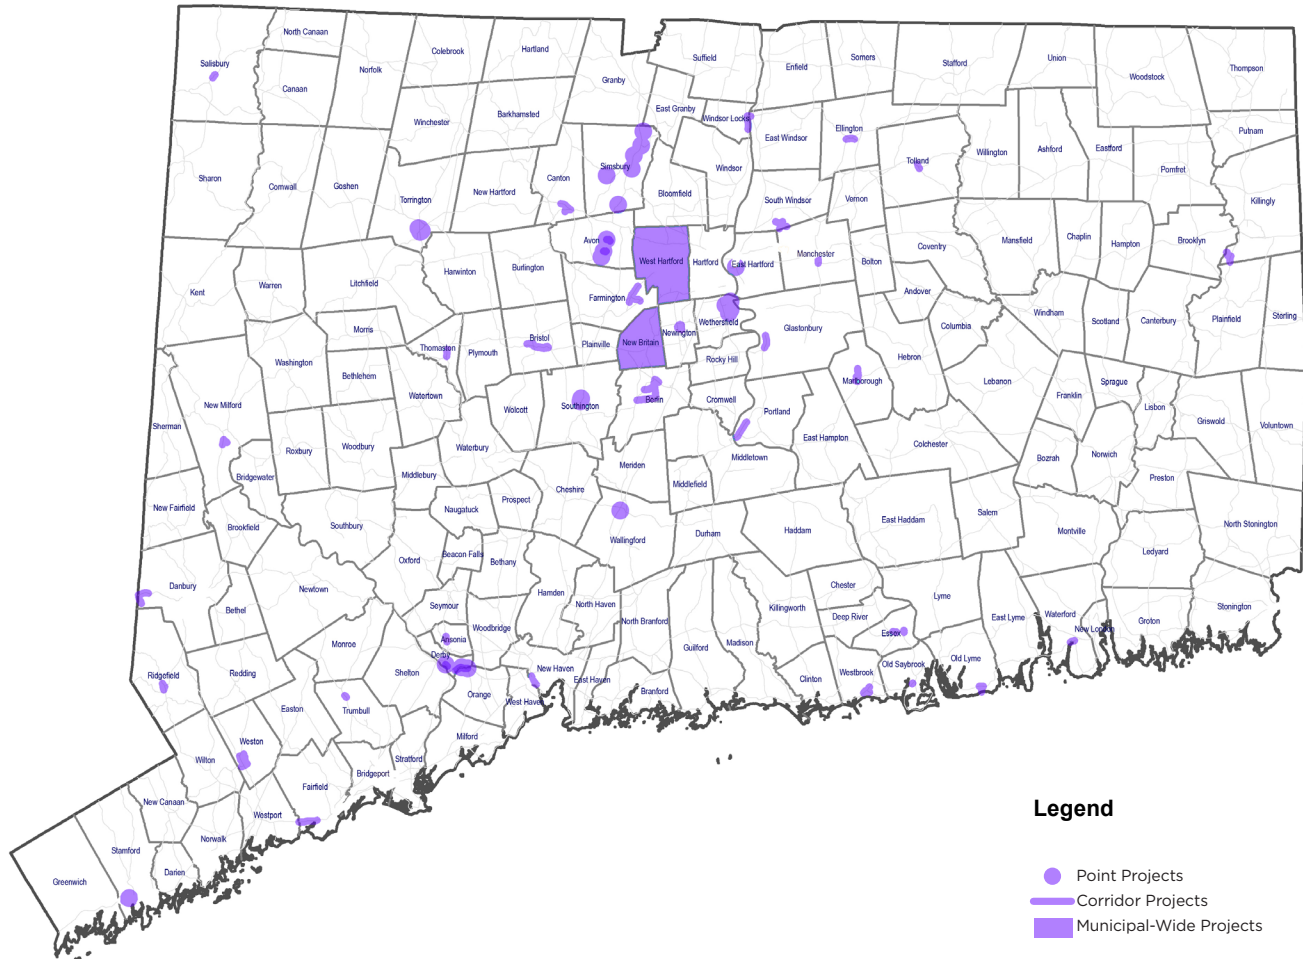 North Canaan
Colebrook
Hartland
Suffield
Enfield
Somers
Stafford
Union
Woodstock
Thompson
Salisbury
Norfolk
Granby
Canaan
East Granby
Winchester
Barkhamsted
Windsor Locks
East Windsor
Ellington
Willington
Ashford
Eastford
Putnam
Sharon
Cornwall
Goshen
Torrington
New Hartford
Canton
Simsbury
Bloomfield
Windsor
Tolland
Pomfret
South Windsor
Vernon
Killingly
Avon
West Hartford
Hartford
East Hartford
Manchester
Bolton
Coventry
Mansfield
Chaplin
Hampton
Brooklyn
Kent
Warren
Litchfield
Harwinton
Burlington
Farmington
Andover
Morris
Thomaston
Plymouth
Bristol
Plainville
New Britain
Newington
Wethersfield
Glastonbury
Columbia
Windham
Scotland
Canterbury
Plainfield
Sterling
Washington
Bethlehem
Watertown
Rocky Hill
Hebron
Marlborough
Lebanon
Sprague
Franklin
Lisbon
Griswold
Voluntown
New Milford
Sherman
Wolcott
Southington
Berlin
Cromwell
Portland
East Hampton
Colchester
Roxbury
Woodbury
Waterbury
Bridgewater
Middlebury
Meriden
Middletown
Bozrah
Norwich
Preston
Middlefield
New Fairfield
Brookfield
Southbury
Naugatuck
Prospect
Cheshire
Wallingford
Durham
Haddam
East Haddam
Salem
Montville
North Stonington
Ledyard
Oxford
Beacon Falls
Bethany
Danbury
Bethel
Newtown
Seymour
Hamden
North Haven
North Branford
Killingworth
Chester
Deep River
Lyme
East Lyme
Waterford
New London
Groton
Stonington
Monroe
Ansonia
Woodbridge
Derby
Guilford
Madison
Essex
Ridgefield
Redding
Shelton
New Haven
East Haven
Branford
Clinton
Westbrook
Old Saybrook
Old Lyme
Orange
West Haven
Easton
Trumbull
Weston
Wilton
Milford
Stratford
Bridgeport
Fairfield
New Canaan
Westport
Norwalk
Stamford
Darien
Greenwich
Legend
Point Projects
Corridor Projects
Municipal-Wide Projects